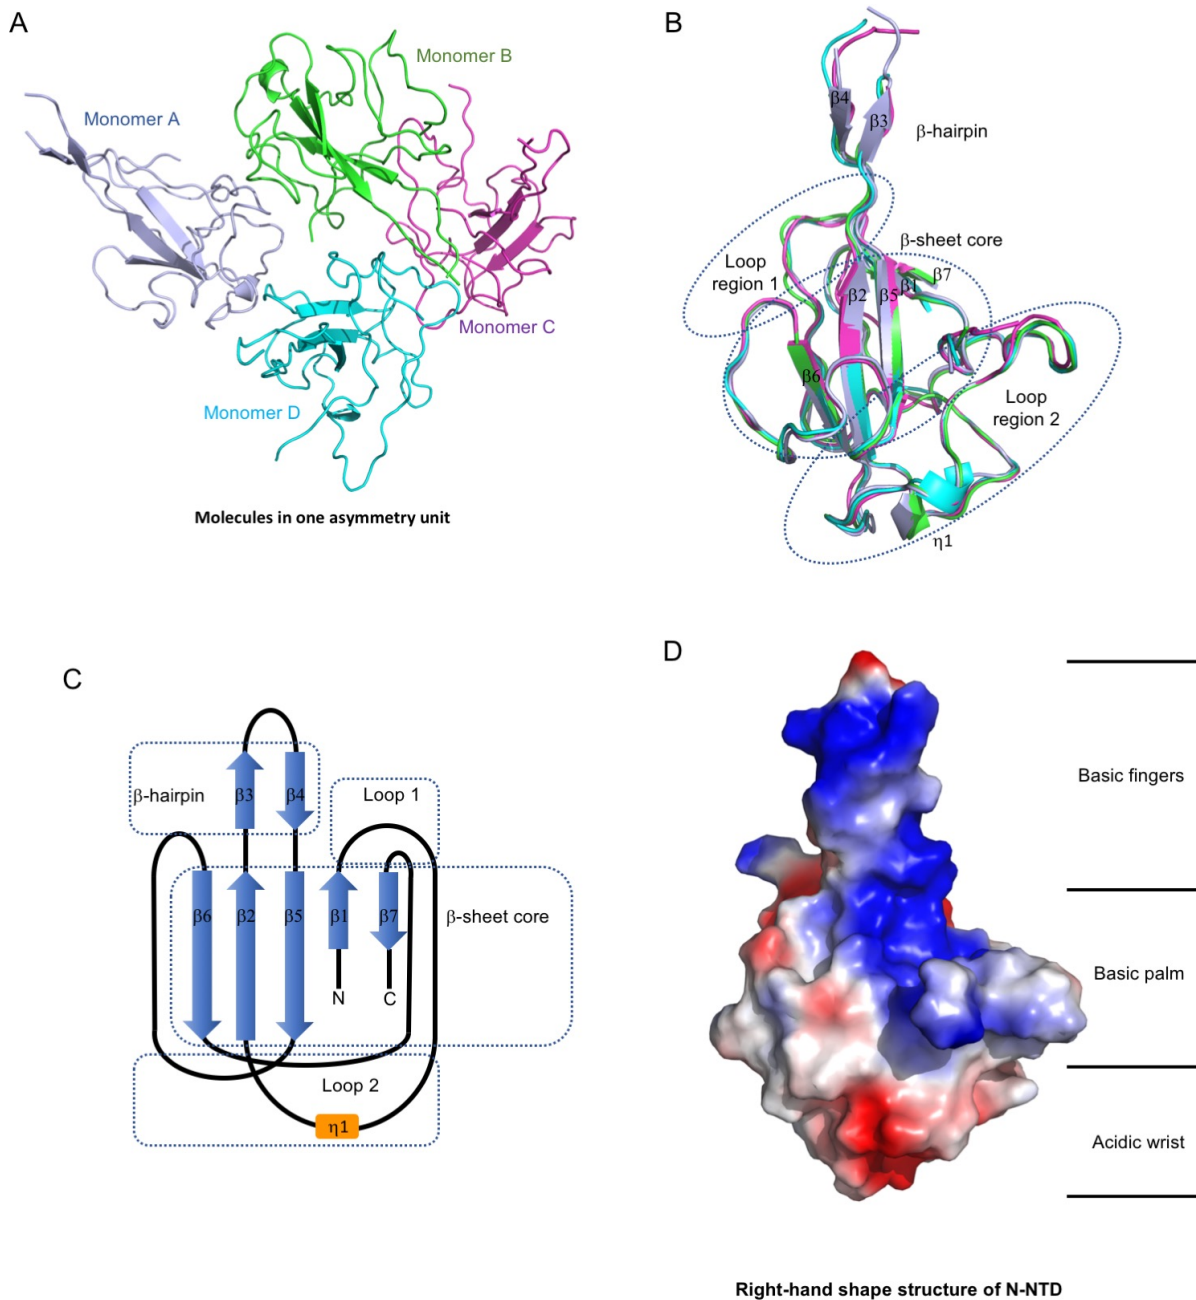 A
Monomer B
Monomer A
Monomer C
Monomer D
Molecules in one asymmetry unit
B
β4
β3
β-hairpin
β-sheet core
Loop
region 1
β7
β1
β2
β5
β6
Loop
region 2
η1
C
β-hairpin
β3
β4
Loop 1
β6
β2
β5
β1
β7
β-sheet core
N
C
Loop 2
η1
D
Basic fingers
Basic palm
Acidic wrist
Right-hand shape structure of N-NTD